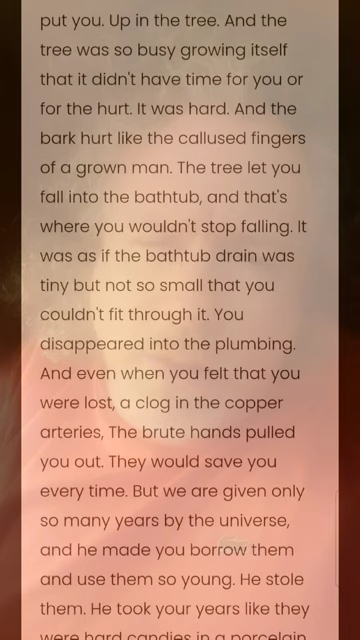 put you. Up in the tree. And the
tree was so busy growing itself
that it didn't have time for you or
for the hurt. It was hard. And the
bark hurt like the callused fingers
of a grown man. The tree let you
fall into the bathtub, and that's
where you wouldn't stop falling. It
was as if the bathtub drain was
tiny but not so small that you
couldn't fit through it. You
disappeared into the plumbing.
And even when you felt that you
were lost, a clog in the copper
arteries, The brute hands pulled
you out. They would save you
every time. But we are given only
so many years by the universe,
and he made you borrow them
and use them so young. He stole
them. He took your years like they
were hard candies in a porcelain